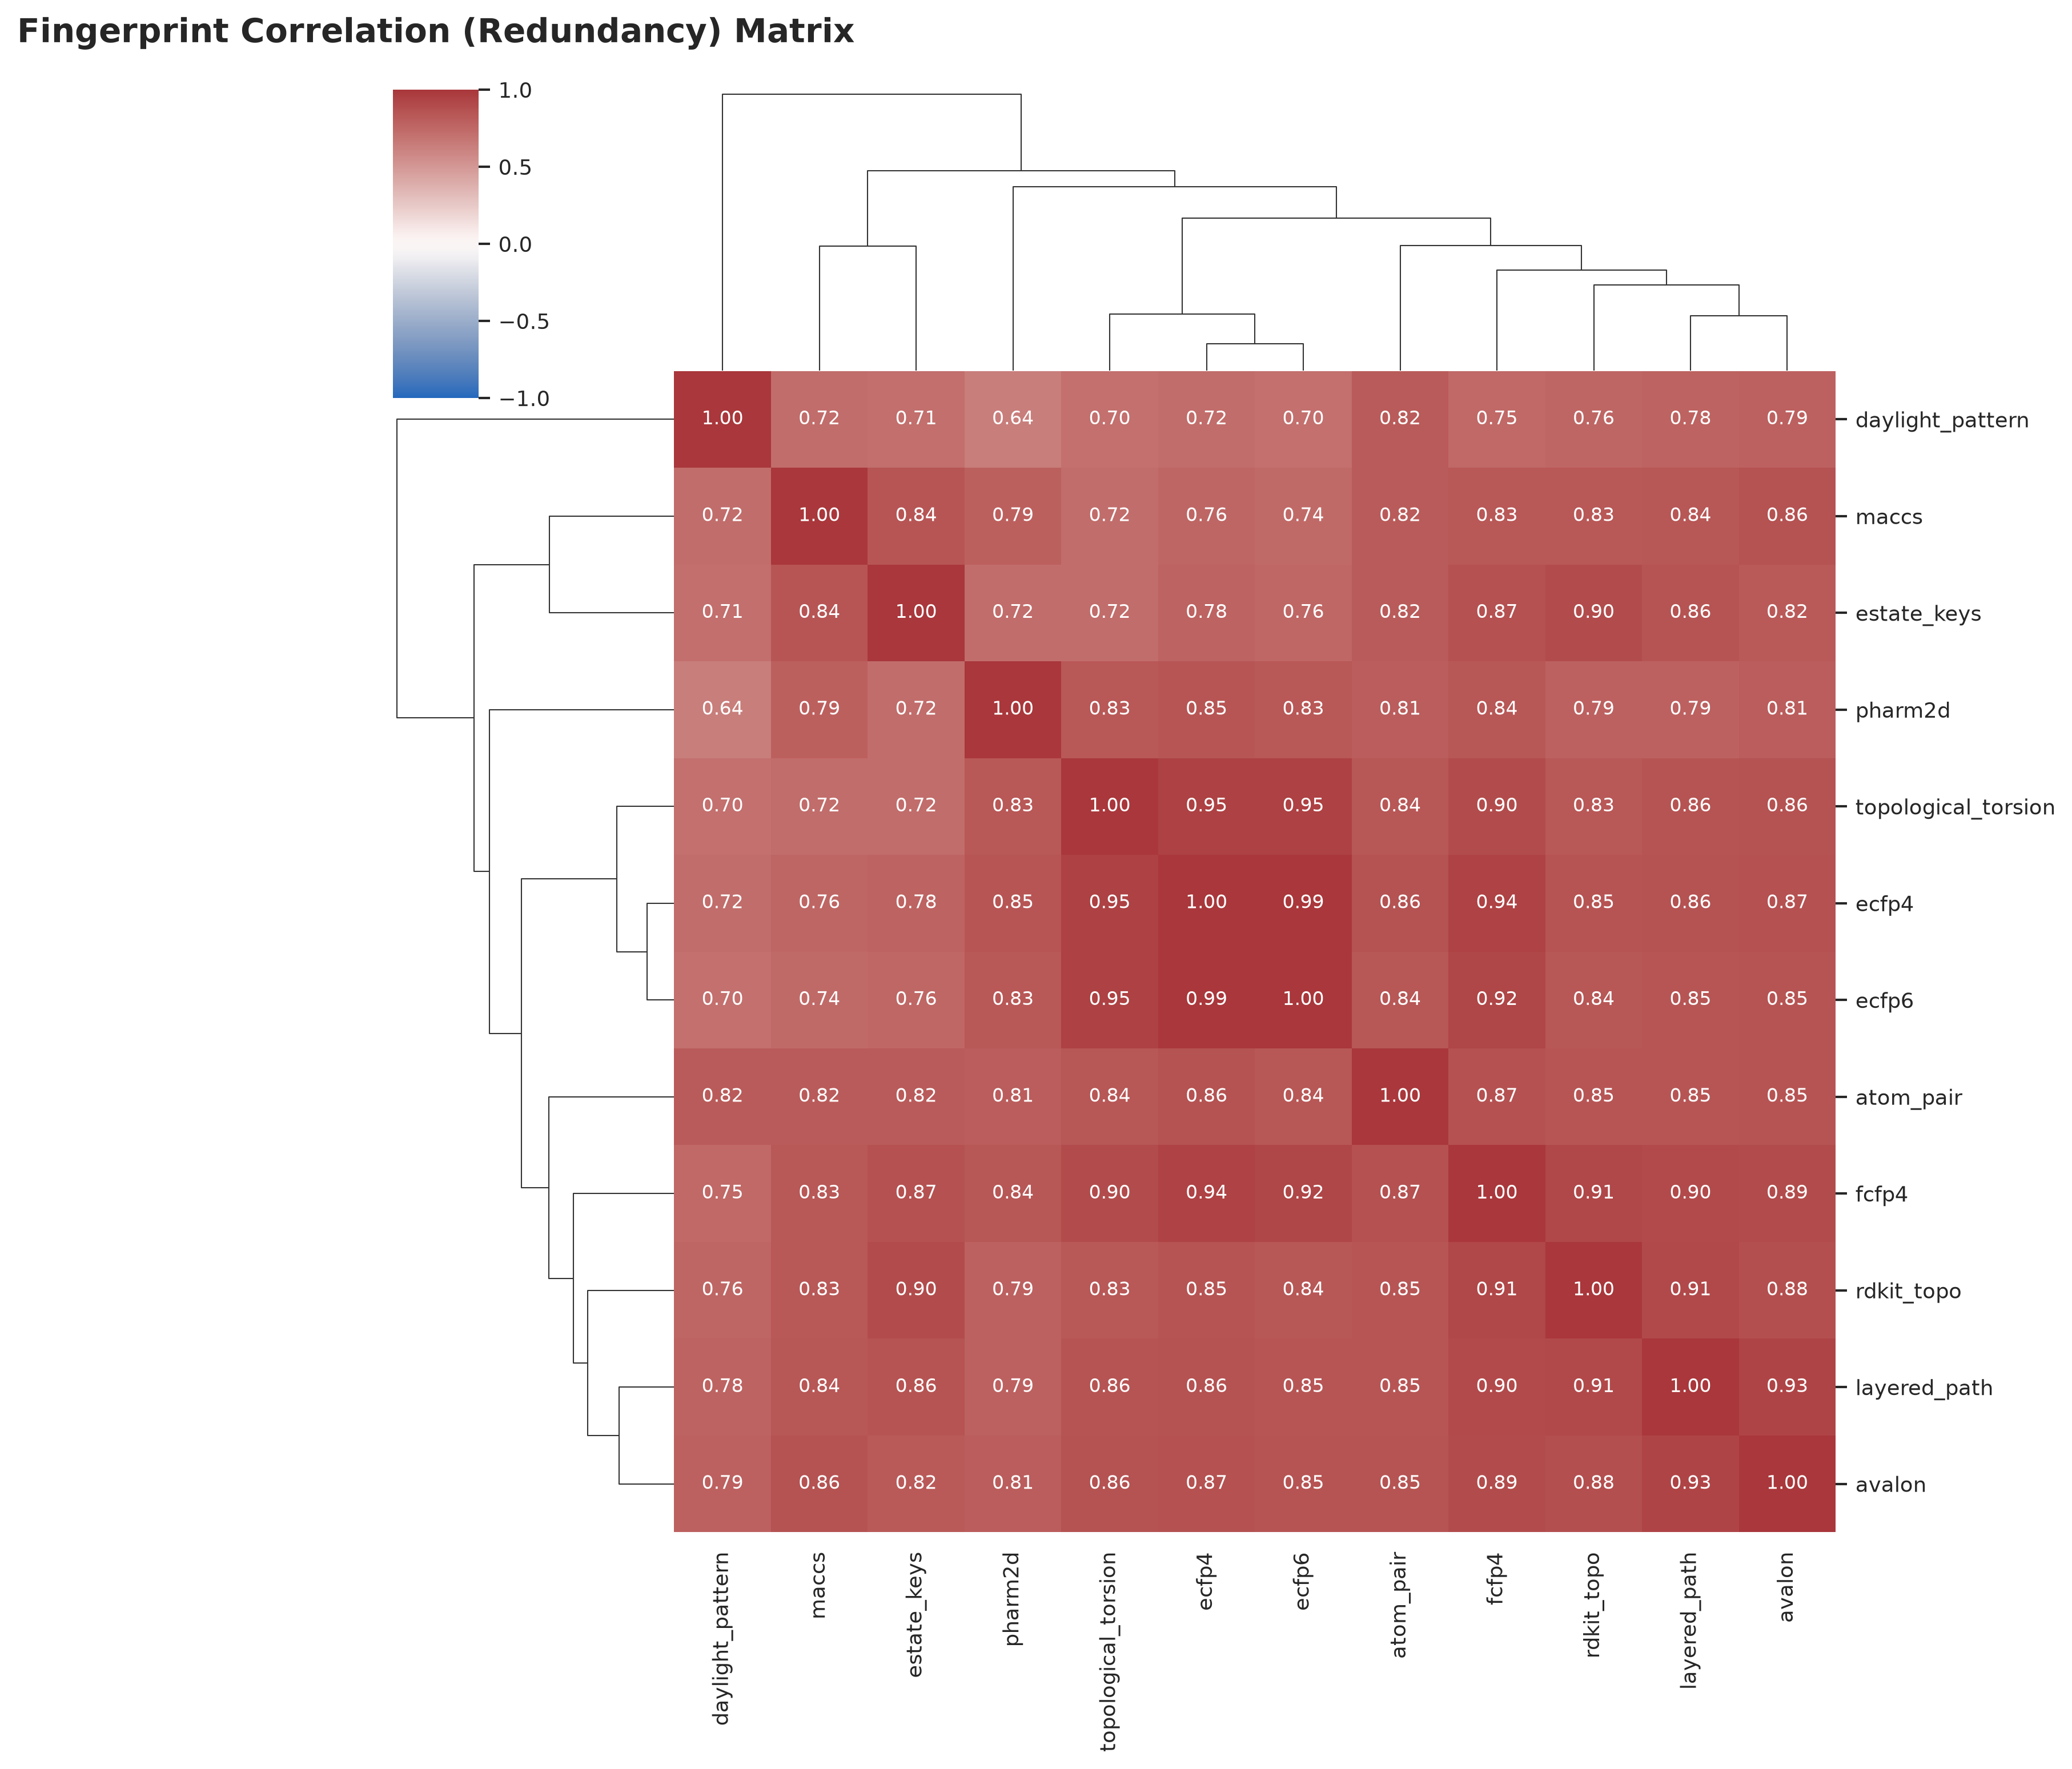 Fingerprint Correlation (Redundancy) Matrix
1.0
0.5
0.0
−0.5
−1.0
1.00 0.72 0.71 0.64 0.70 0.72 0.70 0.82 0.75 0.76 0.78 0.79 daylight_pattern
0.72 1.00 0.84 0.79 0.72 0.76 0.74 0.82 0.83 0.83 0.84 0.86 maccs
0.71 0.84 1.00 0.72 0.72 0.78 0.76 0.82 0.87 0.90 0.86 0.82 estate_keys
0.64 0.79 0.72 1.00 0.83 0.85 0.83 0.81 0.84 0.79 0.79 0.81 pharm2d
0.70 0.72 0.72 0.83 1.00 0.95 0.95 0.84 0.90 0.83 0.86 0.86 topological_torsion
0.72 0.76 0.78 0.85 0.95 1.00 0.99 0.86 0.94 0.85 0.86 0.87 ecfp4
0.70 0.74 0.76 0.83 0.95 0.99 1.00 0.84 0.92 0.84 0.85 0.85 ecfp6
0.82 0.82 0.82 0.81 0.84 0.86 0.84 1.00 0.87 0.85 0.85 0.85 atom_pair
0.75 0.83 0.87 0.84 0.90 0.94 0.92 0.87 1.00 0.91 0.90 0.89 fcfp4
0.76 0.83 0.90 0.79 0.83 0.85 0.84 0.85 0.91 1.00 0.91 0.88 rdkit_topo
0.78 0.84 0.86 0.79 0.86 0.86 0.85 0.85 0.90 0.91 1.00 0.93 layered_path
0.79 0.86 0.82 0.81 0.86 0.87 0.85 0.85 0.89 0.88 0.93 1.00 avalon
daylight_pattern
maccs
estate_keys
pharm2d
topological_torsion
ecfp4
ecfp6
atom_pair
fcfp4
rdkit_topo
layered_path
avalon